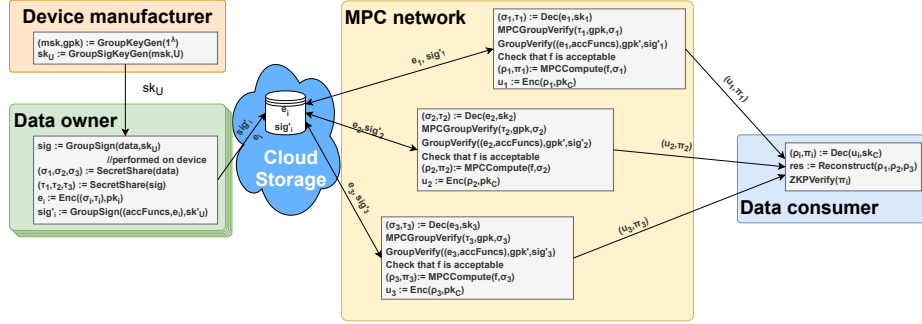 Device manufacturer
(msk,gpk) := GroupKeyGen(1^λ)
sk_U := GroupSigKeyGen(msk,U)
sk_U
Data owner
sig := GroupSign(data,sk_U)
//performed on device
(σ₁,σ₂,σ₃) := SecretShare(data)
(τ₁,τ₂,τ₃) := SecretShare(sig)
e_i := Enc((σ_i,τ_i),pk_i)
sig'_i := GroupSign((accFuncs,e_i),sk'_U)
sig'_i
e_i
e_i
sig'_i
Cloud
Storage
MPC network
e₁, sig'₁
(σ₁,τ₁) := Dec(e₁,sk₁)
MPCGroupVerify(τ₁,gpk,σ₁)
GroupVerify((e₁,accFuncs),gpk',sig'₁)
Check that f is acceptable
(ρ₁,π₁):= MPCCompute(f,σ₁)
u₁ := Enc(ρ₁,pk_C)
e₂,sig'₂
(σ₂,τ₂) := Dec(e₂,sk₂)
MPCGroupVerify(τ₂,gpk,σ₂)
GroupVerify((e₂,accFuncs),gpk',sig'₂)
Check that f is acceptable
(ρ₂,π₂):= MPCCompute(f,σ₂)
u₂ := Enc(ρ₂,pk_C)
e₃,sig'₃
(σ₃,τ₃) := Dec(e₃,sk₃)
MPCGroupVerify(τ₃,gpk,σ₃)
GroupVerify((e₃,accFuncs),gpk',sig'₃)
Check that f is acceptable
(ρ₃,π₃):= MPCCompute(f,σ₃)
u₃ := Enc(ρ₃,pk_C)
(u₁,π₁)
(u₂,π₂)
(u₃,π₃)
(ρ_i,π_i) := Dec(u_i,sk_C)
res := Reconstruct(ρ₁,ρ₂,ρ₃)
ZKPVerify(π_i)
Data consumer